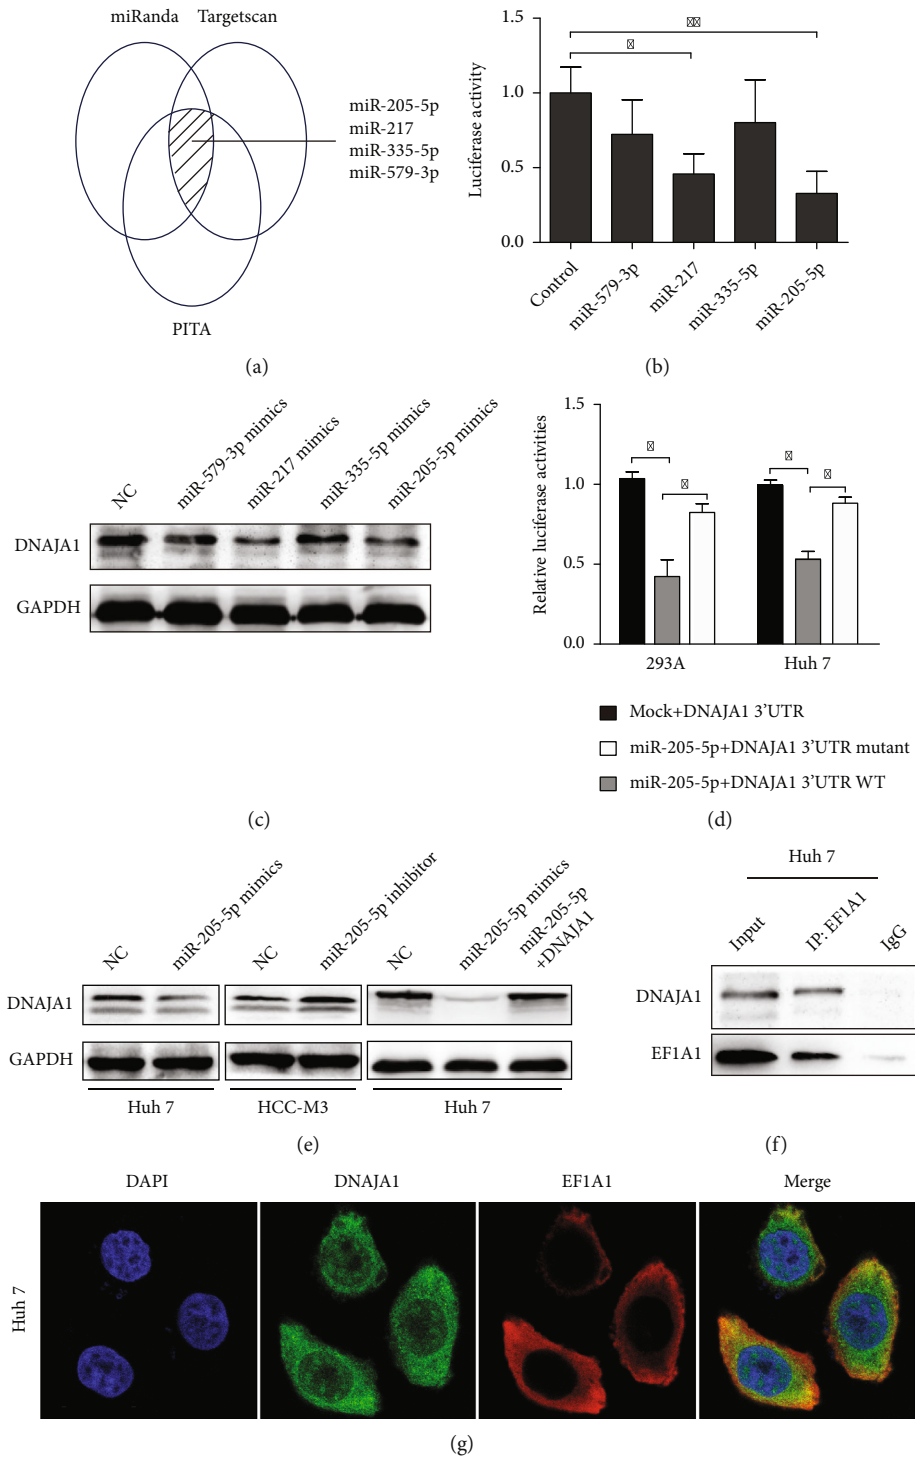 miRanda Targetscan
miR-205-5p
miR-217
miR-335-5p
miR-579-3p
PITA
(a)
Luciferase activity
1.5
1.0
0.5
0.0
Control
miR-579-3p
miR-217
miR-335-5p
miR-205-5p
(b)
NC
miR-579-3p mimics
miR-217 mimics
miR-335-5p mimics
miR-205-5p mimics
DNAJA1
GAPDH
(c)
Relative luciferase activities
1.5
1.0
0.5
0.0
293A Huh 7
Mock+DNAJA1 3'UTR
miR-205-5p+DNAJA1 3'UTR mutant
miR-205-5p+DNAJA1 3'UTR WT
(d)
NC
miR-205-5p mimics
NC
miR-205-5p inhibitor
NC
miR-205-5p mimics
miR-205-5p
+DNAJA1
DNAJA1
GAPDH
Huh 7 HCC-M3 Huh 7
(e)
Huh 7
Input
IP: EF1A1
IgG
DNAJA1
EF1A1
(f)
DAPI DNAJA1 EF1A1 Merge
Huh 7
(g)